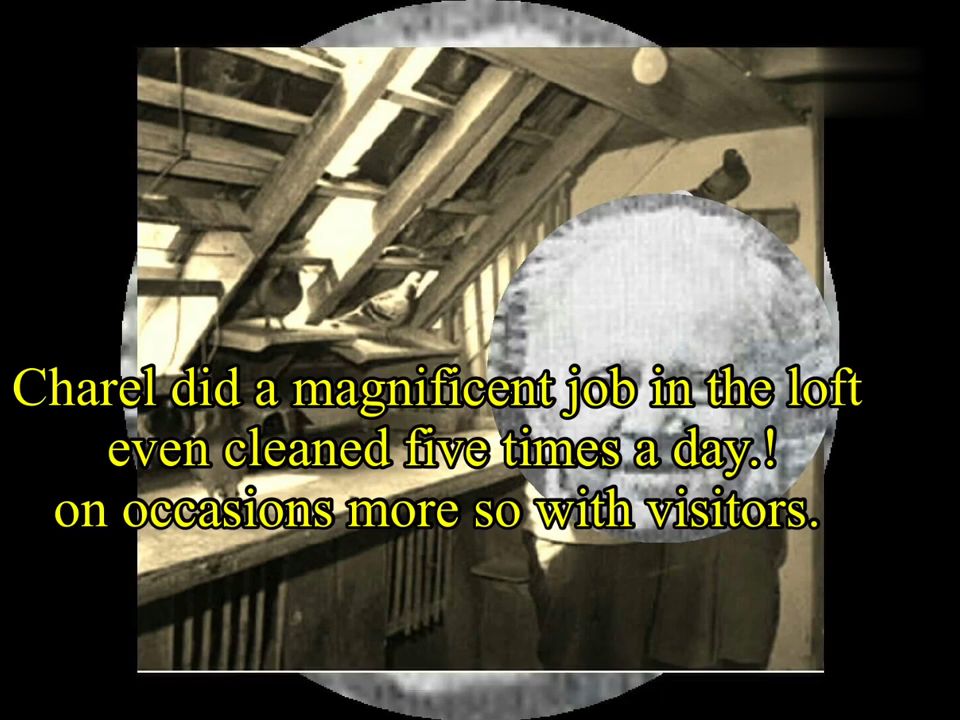 Charel did a magnificent job in the loft
even cleaned five times a day.!
on occasions more so with visitors.